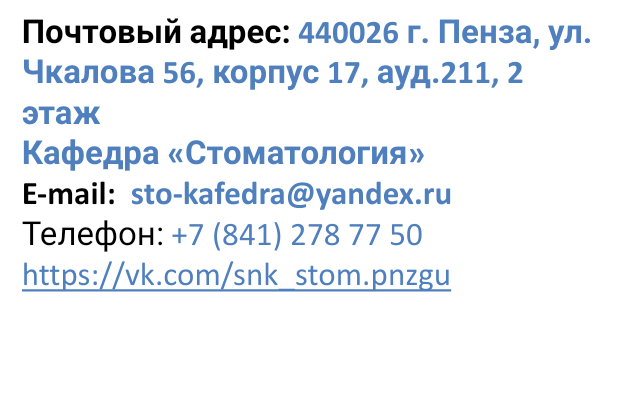 Почтовый адрес: 440026 г. Пенза, ул.
Чкалова 56, корпус 17, ауд.211, 2
этаж
Кафедра «Стоматология»
E-mail: sto-kafedra@yandex.ru
Телефон: +7 (841) 278 77 50
https://vk.com/snk_stom.pnzgu